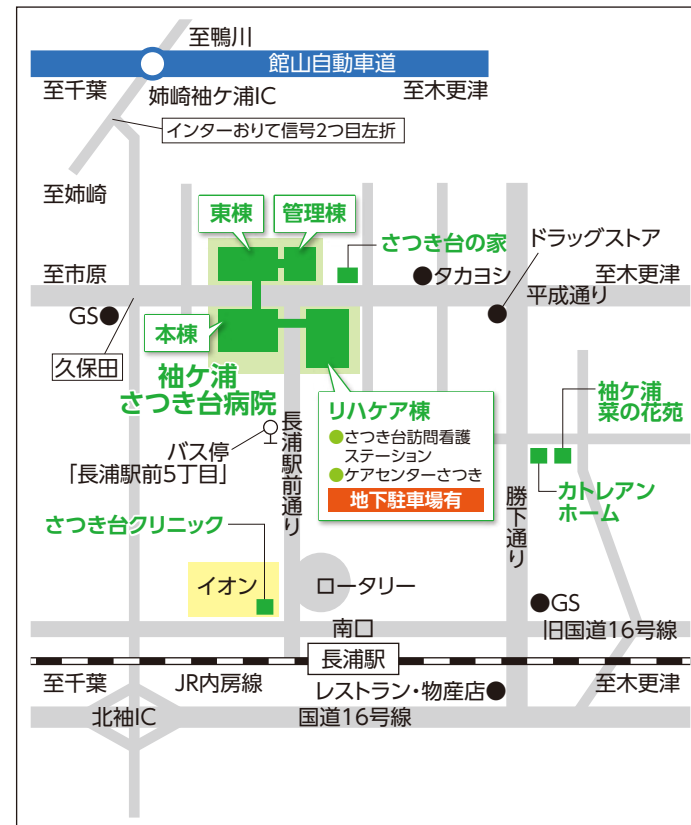 至鴨川
館山自動車道
至千葉
姉崎袖ケ浦IC
至木更津
インターおりて信号2つ目左折
至姉崎
東棟
管理棟
さつき台の家
ドラッグストア
至市原
タカヨシ
至木更津
平成通り
GS
本棟
久保田
袖ケ浦
さつき台病院
リハケア棟
さつき台訪問看護
ステーション
ケアセンターさつき
地下駐車場有
袖ケ浦
菜の花苑
バス停
「長浦駅前5丁目」
長浦駅前通り
カトレアン
ホーム
勝下通り
さつき台クリニック
イオン
ロータリー
GS
南口
旧国道16号線
長浦駅
至千葉
JR内房線
レストラン・物産店
至木更津
北袖IC
国道16号線